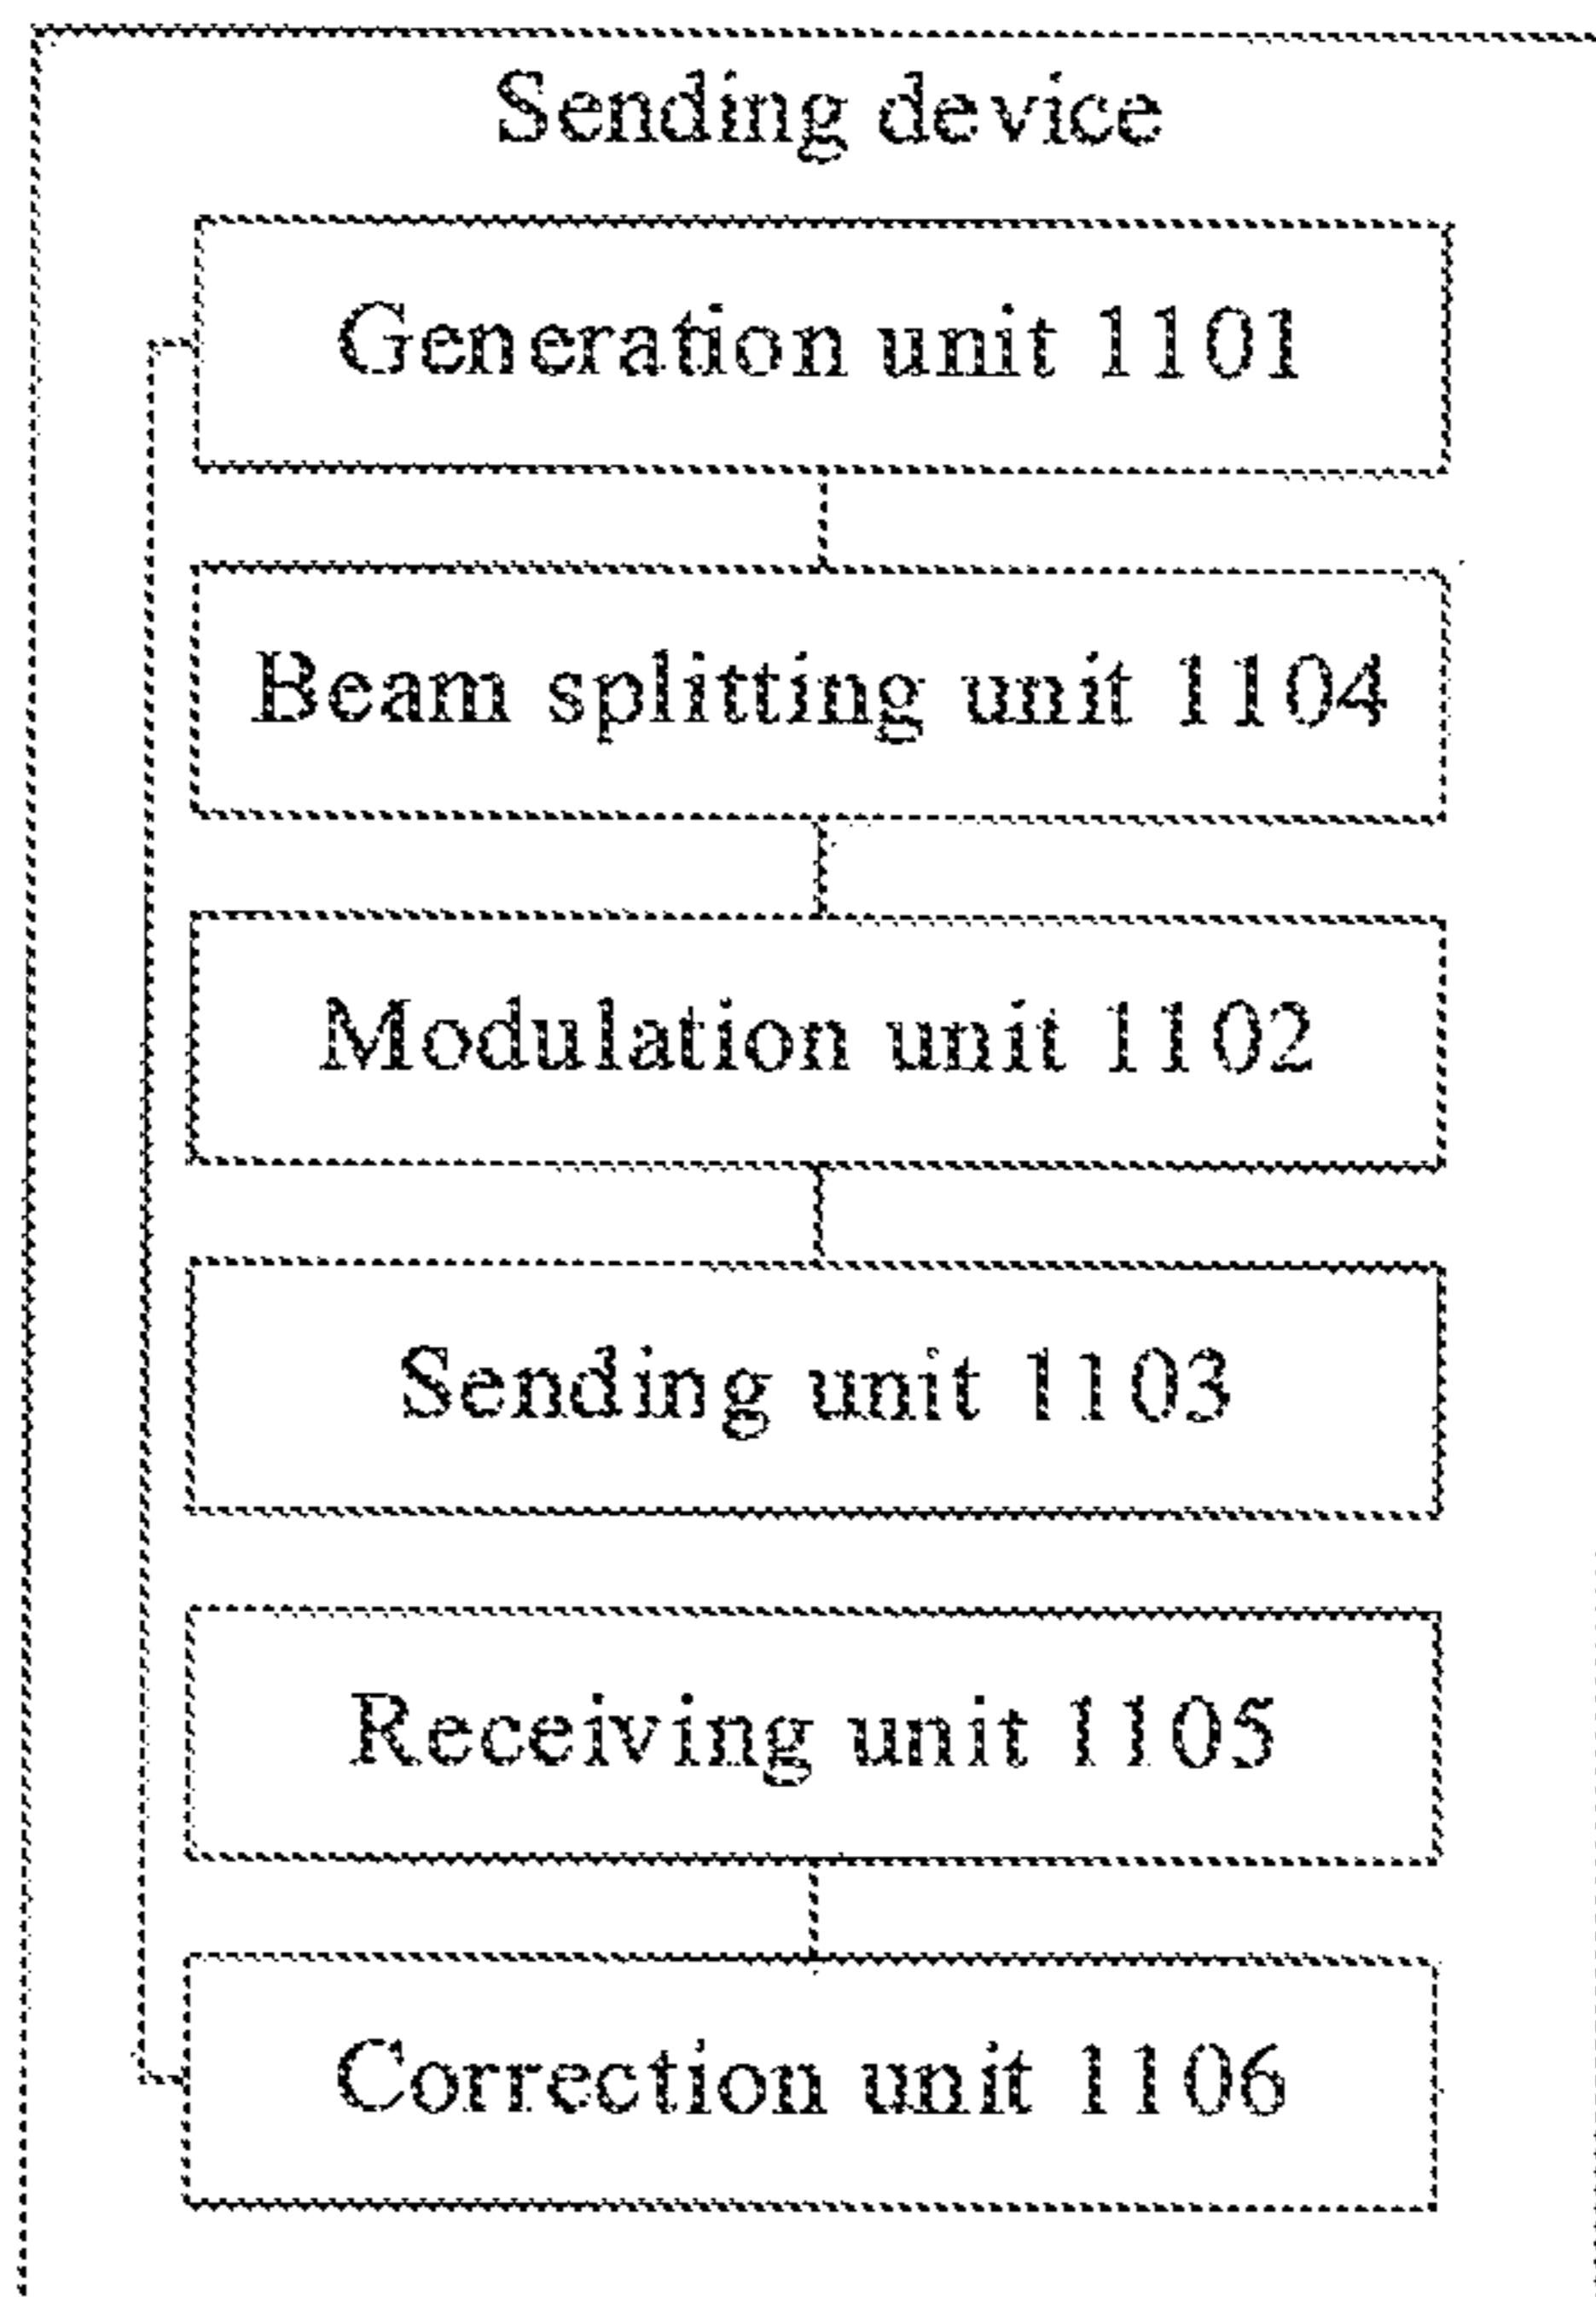 Sending device
Generation unit 1101
Beam splitting unit 1104
Modulation unit 1102
Sending unit 1103
Receiving unit 1105
Correction unit 1106